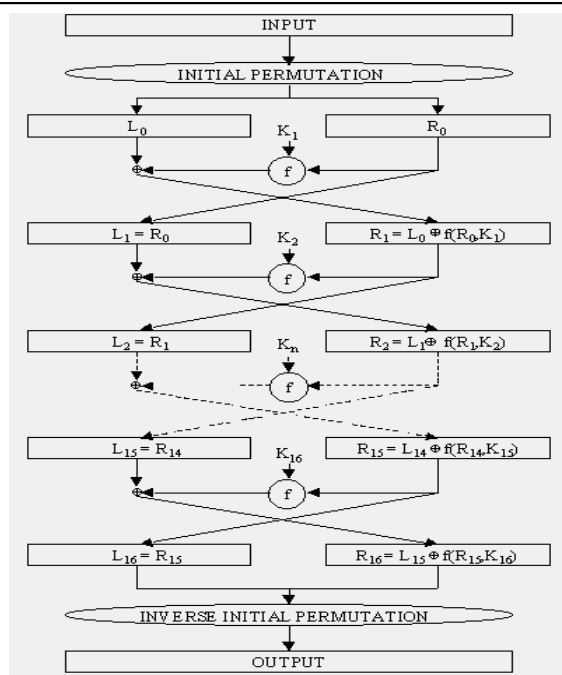 INPUT
INITIAL PERMUTATION
L₀
K₁
R₀
⊕
f
L₁ = R₀
K₂
R₁ = L₀ ⊕ f(R₀,K₁)
⊕
f
L₂ = R₁
Kₙ
R₂ = L₁⊕ f(R₁,K₂)
⊕
f
L₁₅ = R₁₄
K₁₆
R₁₅ = L₁₄ ⊕ f(R₁₄,K₁₅)
⊕
f
L₁₆ = R₁₅
R₁₆ = L₁₅ ⊕ f(R₁₅,K₁₆)
INVERSE INITIAL PERMUTATION
OUTPUT